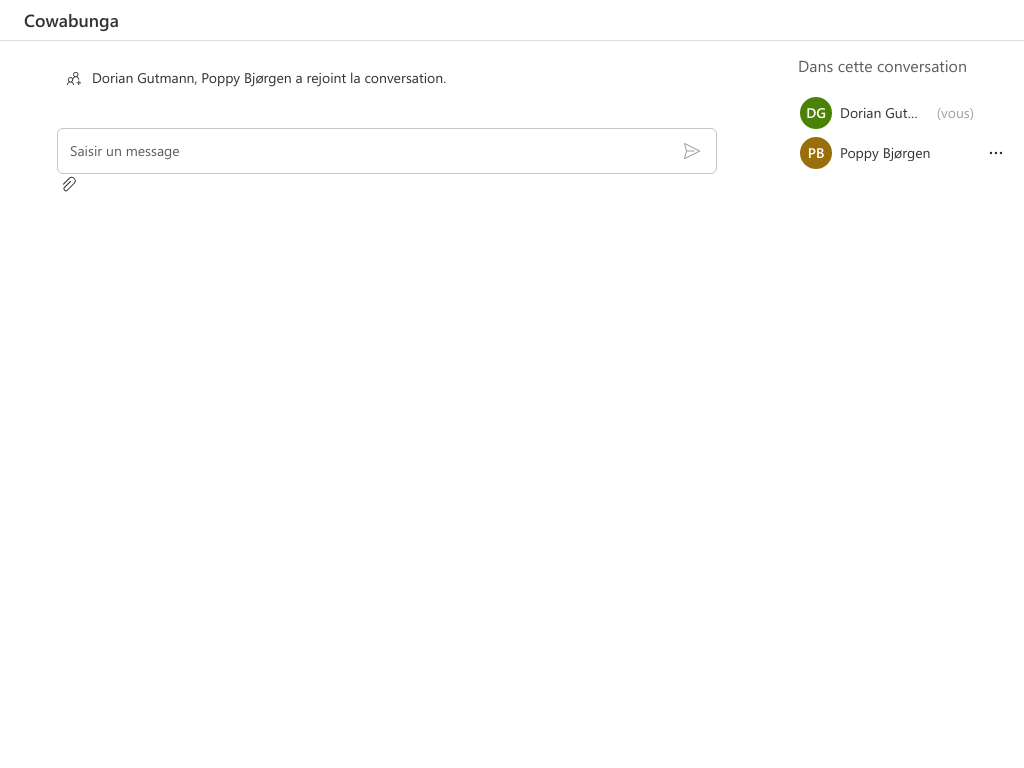 Cowabunga
Dorian Gutmann, Poppy Bjørgen a rejoint la conversation.
Saisir un message
Dans cette conversation
DG Dorian Gut... (vous)
PB Poppy Bjørgen